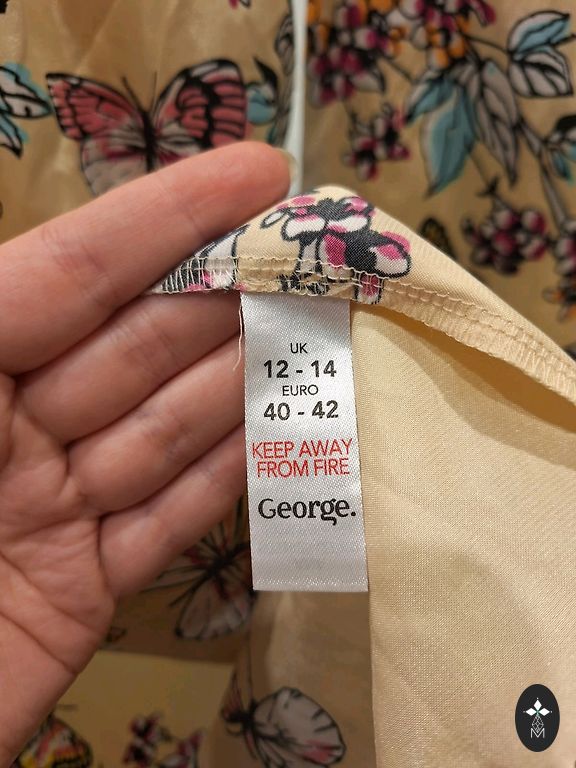 UK
12 - 14
EURO
40 - 42
KEEP AWAY
FROM FIRE
George.